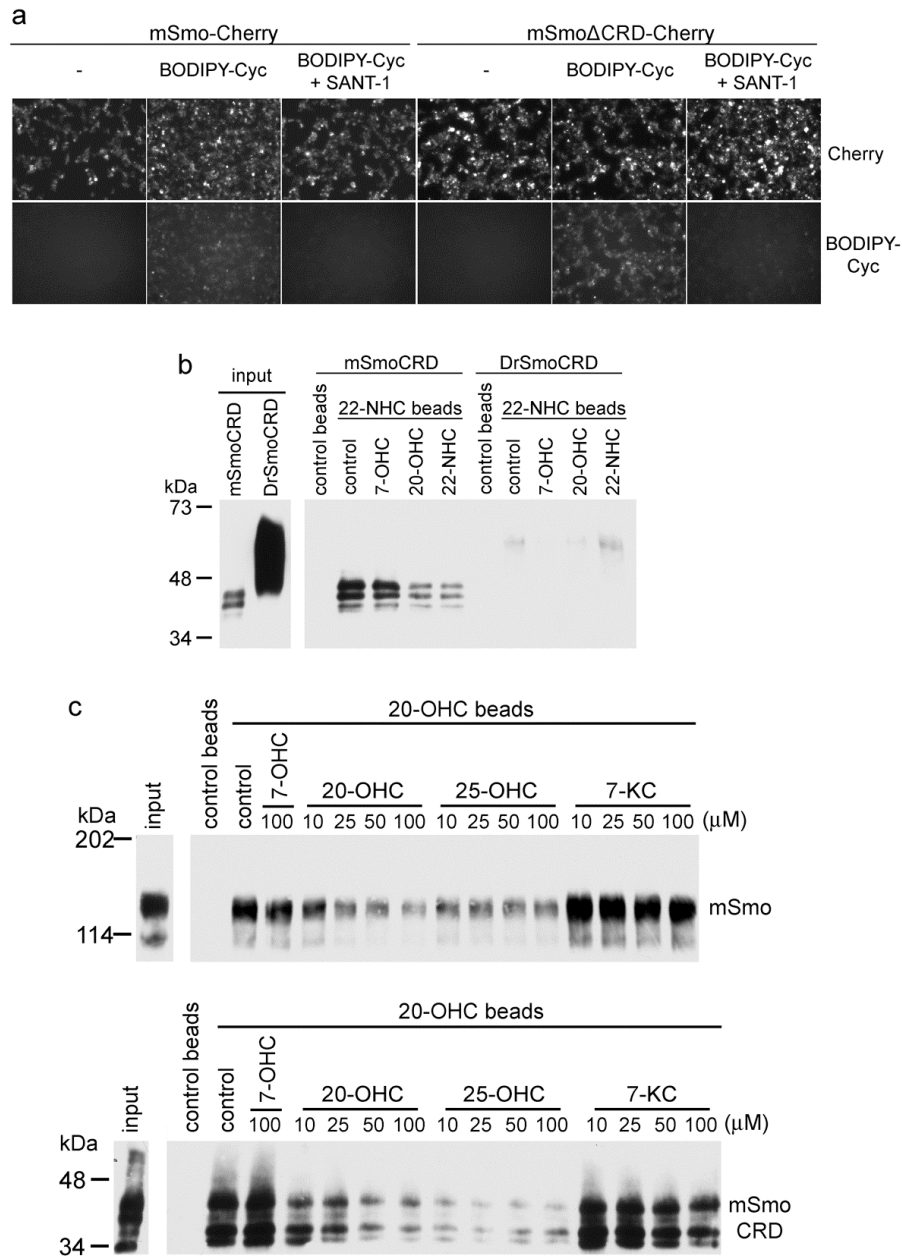 a
mSmo-Cherry mSmoΔCRD-Cherry
- BODIPY-Cyc BODIPY-Cyc + SANT-1 - BODIPY-Cyc BODIPY-Cyc + SANT-1
Cherry
BODIPY-Cyc
b
input
mSmoCRD DrSmoCRD
mSmoCRD DrSmoCRD
22-NHC beads 22-NHC beads
control beads control 7-OHC 20-OHC 22-NHC control beads control 7-OHC 20-OHC 22-NHC
kDa
73
48
34
c
20-OHC beads
input control beads control 7-OHC 20-OHC 25-OHC 7-KC
kDa 100 10 25 50 100 10 25 50 100 10 25 50 100 (μM)
202
mSmo
114
20-OHC beads
input control beads control 7-OHC 20-OHC 25-OHC 7-KC
100 10 25 50 100 10 25 50 100 10 25 50 100 (μM)
kDa
48
mSmo
CRD
34